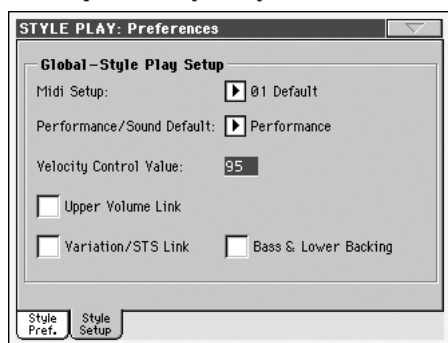 STYLE PLAY: Preferences
Global-Style Play Setup
Midi Setup: 01 Default
Performance/Sound Default: Performance
Velocity Control Value: 95
Upper Volume Link
Variation/STS Link Bass & Lower Backing
Style Pref. Style Setup